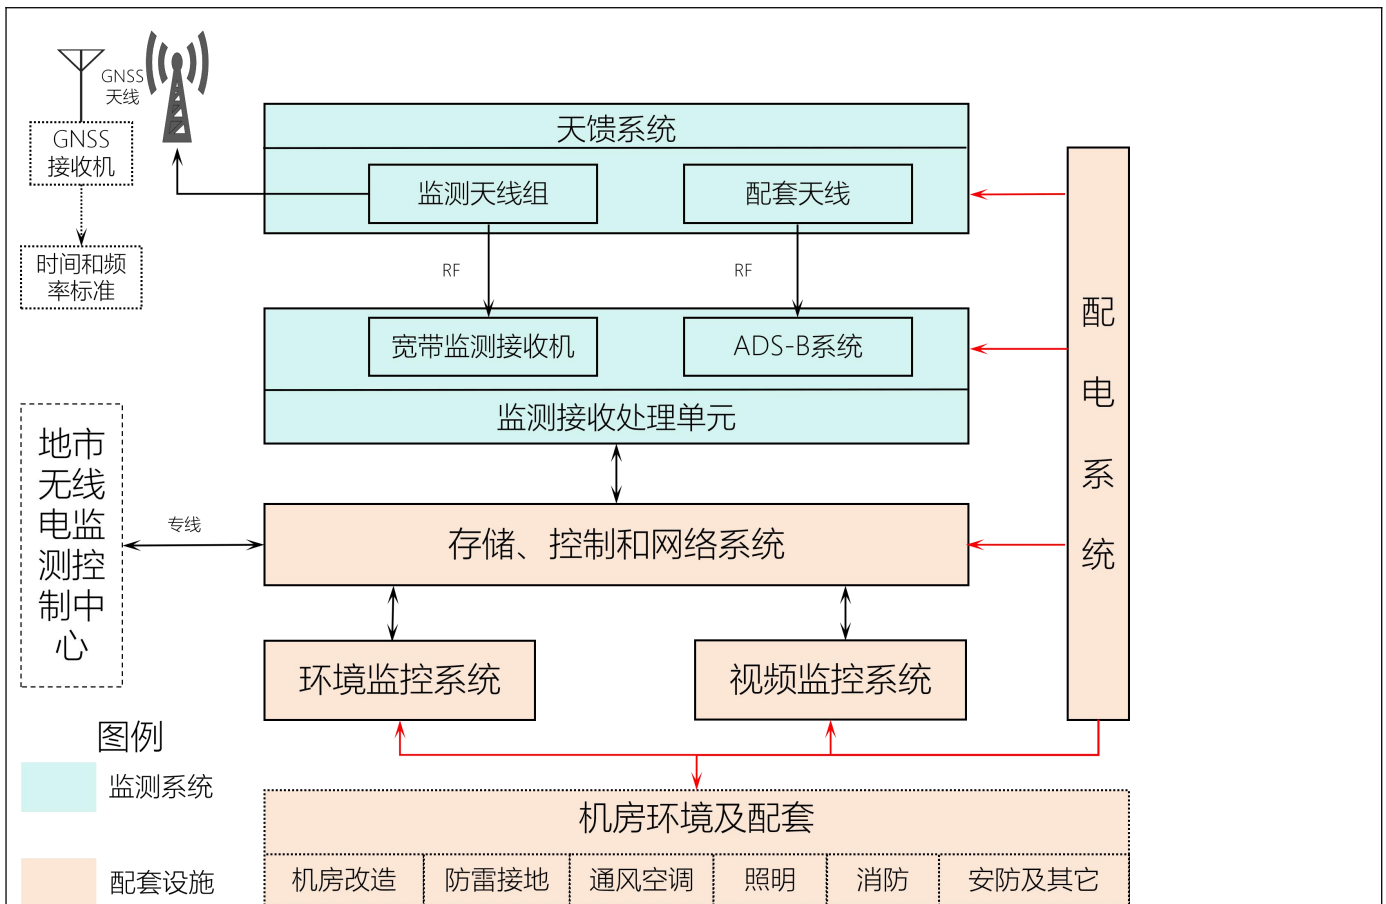 GNSS
天线
GNSS
接收机
时间和频
率标准
天馈系统
监测天线组
配套天线
RF
RF
宽带监测接收机
ADS-B系统
监测接收处理单元
配
电
系
统
地市
无线
电监
测控
制中
心
专线
存储、控制和网络系统
环境监控系统
视频监控系统
图例
监测系统
配套设施
机房环境及配套
机房改造
防雷接地
通风空调
照明
消防
安防及其它